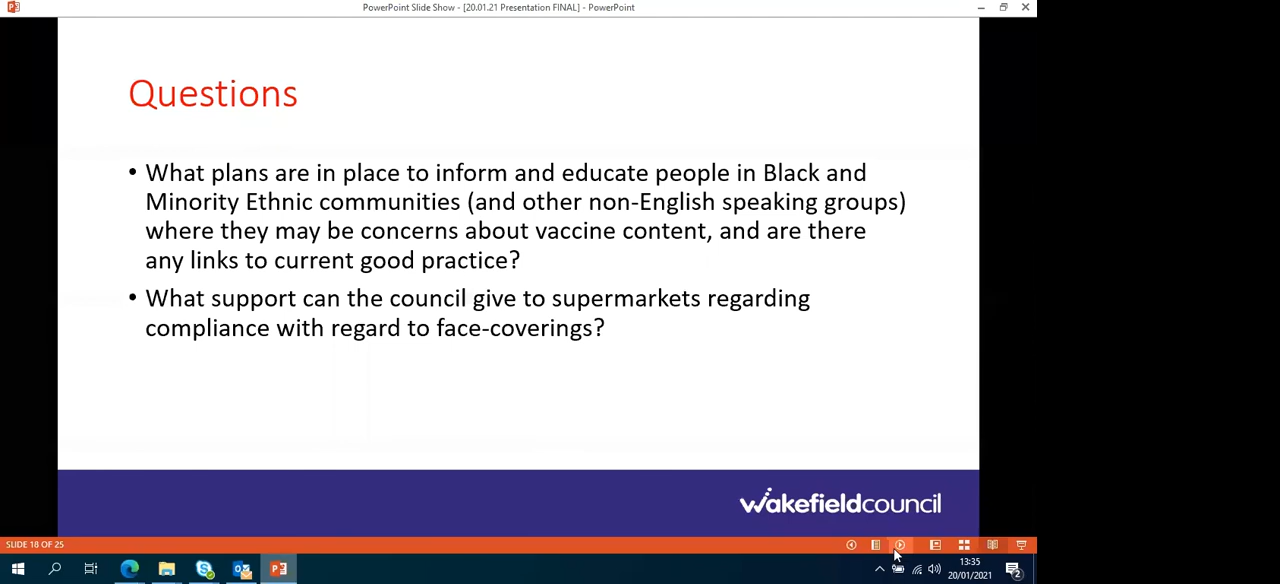 PowerPoint Slide Show - [20.01.21 Presentation FINAL] - PowerPoint
Questions
• What plans are in place to inform and educate people in Black and
Minority Ethnic communities (and other non-English speaking groups)
where they may be concerns about vaccine content, and are there
any links to current good practice?
• What support can the council give to supermarkets regarding
compliance with regard to face-coverings?
wakefieldcouncil
SLIDE 18 OF 25
13:35
20/01/2021
2